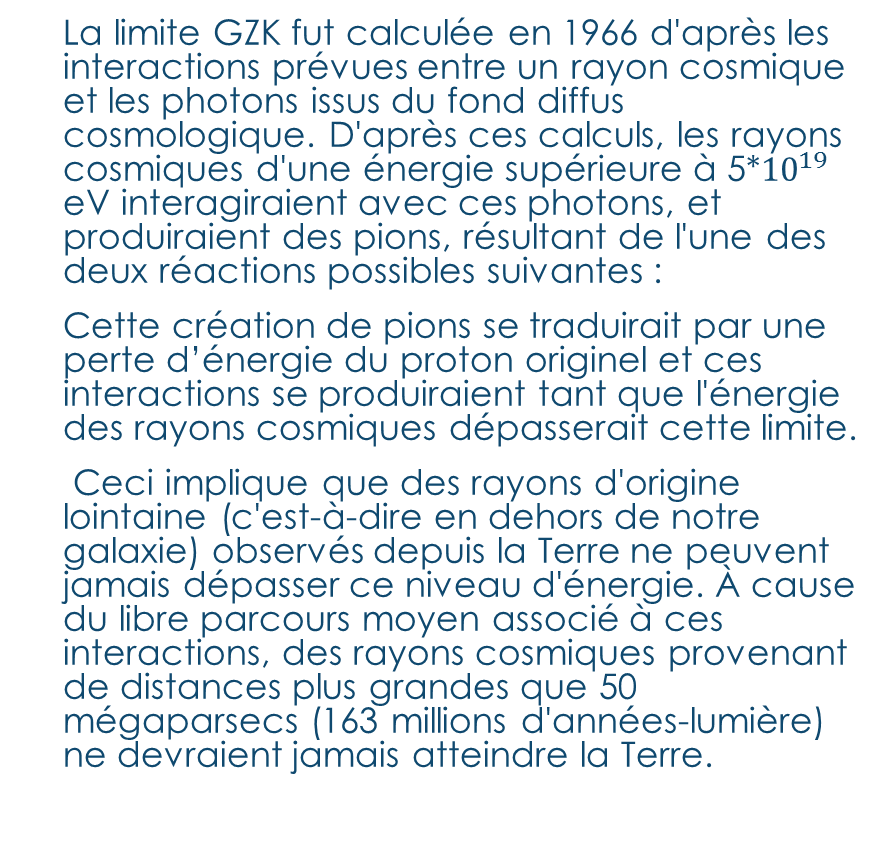 La limite GZK fut calculée en 1966 d'après les
interactions prévues entre un rayon cosmique
et les photons issus du fond diffus
cosmologique. D'après ces calculs, les rayons
cosmiques d'une énergie supérieure à 5*10¹⁹
eV interagiraient avec ces photons, et
produiraient des pions, résultant de l'une des
deux réactions possibles suivantes :
Cette création de pions se traduirait par une
perte d’énergie du proton originel et ces
interactions se produiraient tant que l'énergie
des rayons cosmiques dépasserait cette limite.
Ceci implique que des rayons d'origine
lointaine (c'est-à-dire en dehors de notre
galaxie) observés depuis la Terre ne peuvent
jamais dépasser ce niveau d'énergie. À cause
du libre parcours moyen associé à ces
interactions, des rayons cosmiques provenant
de distances plus grandes que 50
mégaparsecs (163 millions d'années-lumière)
ne devraient jamais atteindre la Terre.